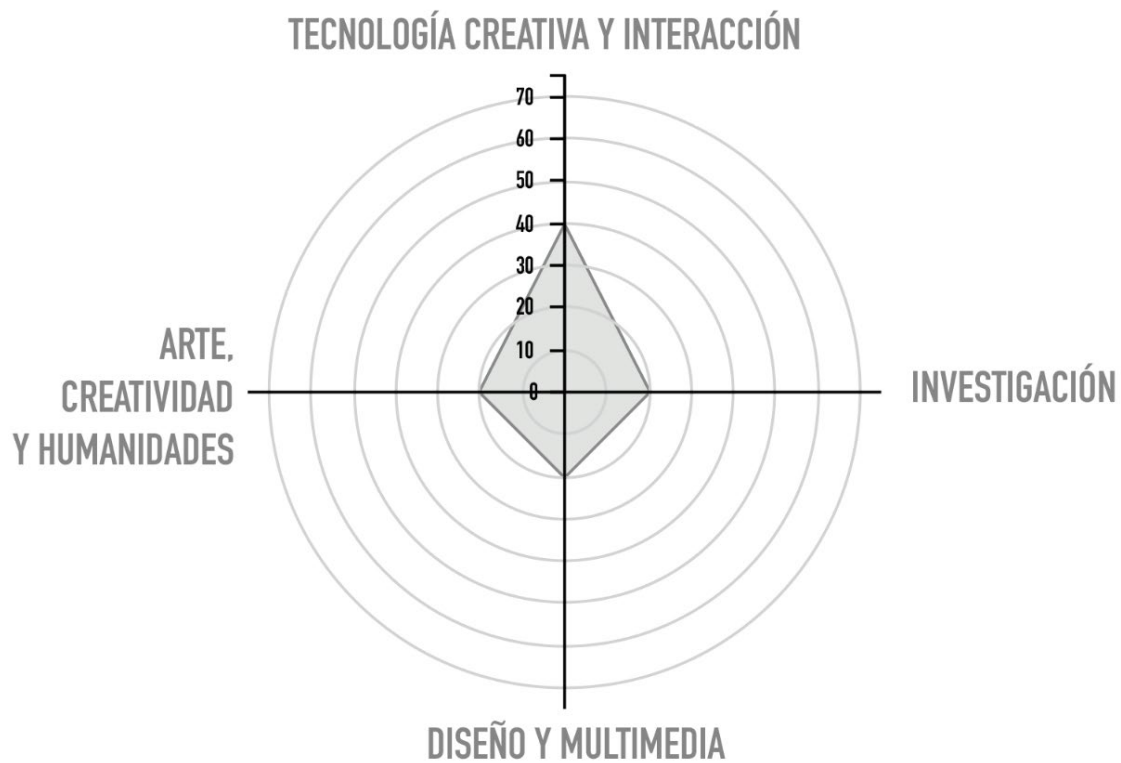 TECNOLOGÍA CREATIVA Y INTERACCIÓN
70
60
50
40
30
20
10
0
ARTE,
CREATIVIDAD
Y HUMANIDADES
INVESTIGACIÓN
DISEÑO Y MULTIMEDIA